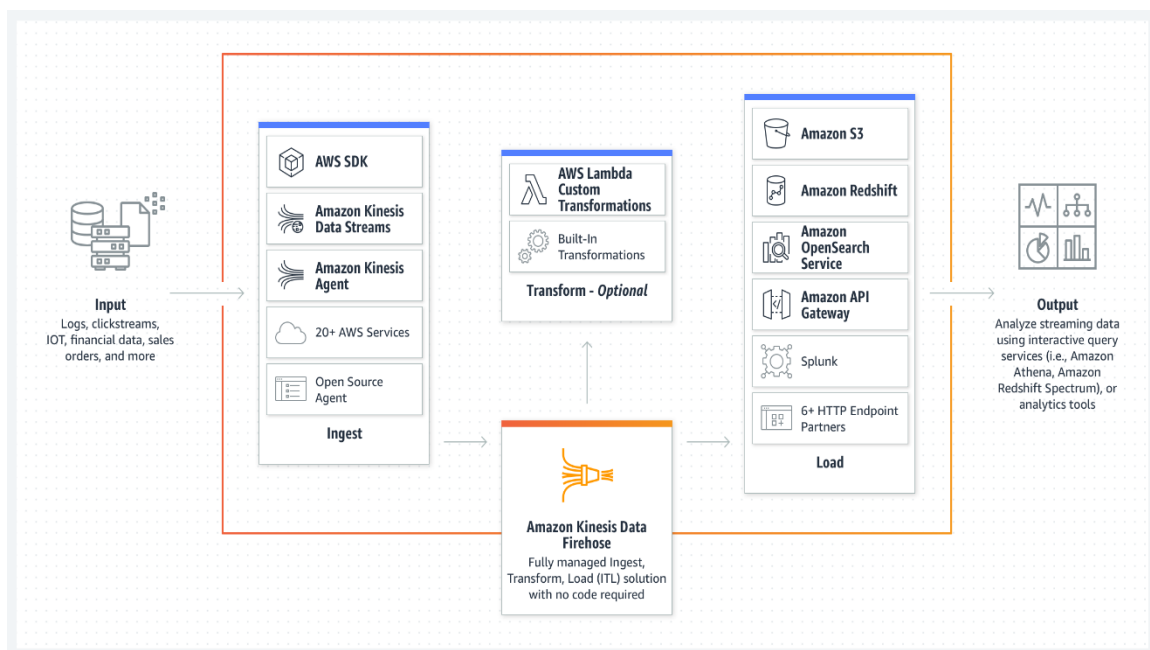 Input
Logs, clickstreams,
IOT, financial data, sales
orders, and more
AWS SDK
Amazon Kinesis
Data Streams
Amazon Kinesis
Agent
20+ AWS Services
Open Source
Agent
Ingest
AWS Lambda
Custom
Transformations
Built-In
Transformations
Transform - Optional
Amazon Kinesis Data
Firehose
Fully managed Ingest,
Transform, Load (ITL) solution
with no code required
Amazon S3
Amazon Redshift
Amazon
OpenSearch
Service
Amazon API
Gateway
Splunk
6+ HTTP Endpoint
Partners
Load
Output
Analyze streaming data
using interactive query
services (i.e., Amazon
Athena, Amazon
Redshift Spectrum), or
analytics tools